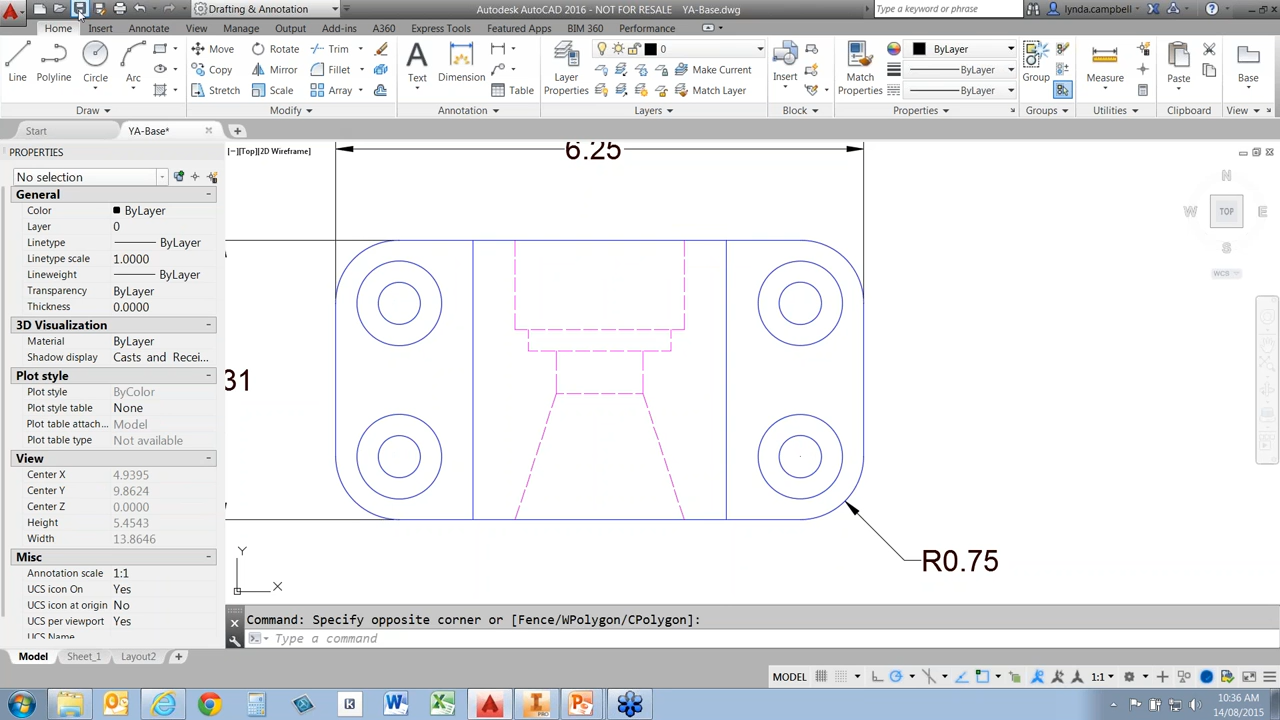 Drafting & Annotation
Autodesk AutoCAD 2016 - NOT FOR RESALE YA-Base.dwg
Type a keyword or phrase
lynda.campbell
Home Insert Annotate View Manage Output Add-ins A360 Express Tools Featured Apps BIM 360 Performance
Line Polyline Circle Arc
Move Rotate Trim
Copy Mirror Fillet
Stretch Scale Array
Text Dimension Table
Layer Properties
0
Make Current
Match Layer
Insert
Match Properties
ByLayer
ByLayer
ByLayer
Group Measure Paste Base
Draw Modify Annotation Layers Block Properties Groups Utilities Clipboard View
Start YA-Base*
PROPERTIES
[−][Top][2D Wireframe]
No selection
General
Color ByLayer
Layer 0
Linetype ByLayer
Linetype scale 1.0000
Lineweight ByLayer
Transparency ByLayer
Thickness 0.0000
3D Visualization
Material ByLayer
Shadow display Casts and Recei...
Plot style
Plot style ByColor
Plot style table None
Plot table attach... Model
Plot table type Not available
View
Center X 4.9395
Center Y 9.8624
Center Z 0.0000
Height 5.4543
Width 13.8646
Misc
Annotation scale 1:1
UCS icon On Yes
UCS icon at origin No
UCS per viewport Yes
UCS Name
6.25
31
R0.75
N
W TOP E
S
WCS
Y
X
Command: Specify opposite corner or [Fence/WPolygon/CPolygon]:
Type a command
Model Sheet_1 Layout2
MODEL
1:1
10:36 AM
14/08/2015